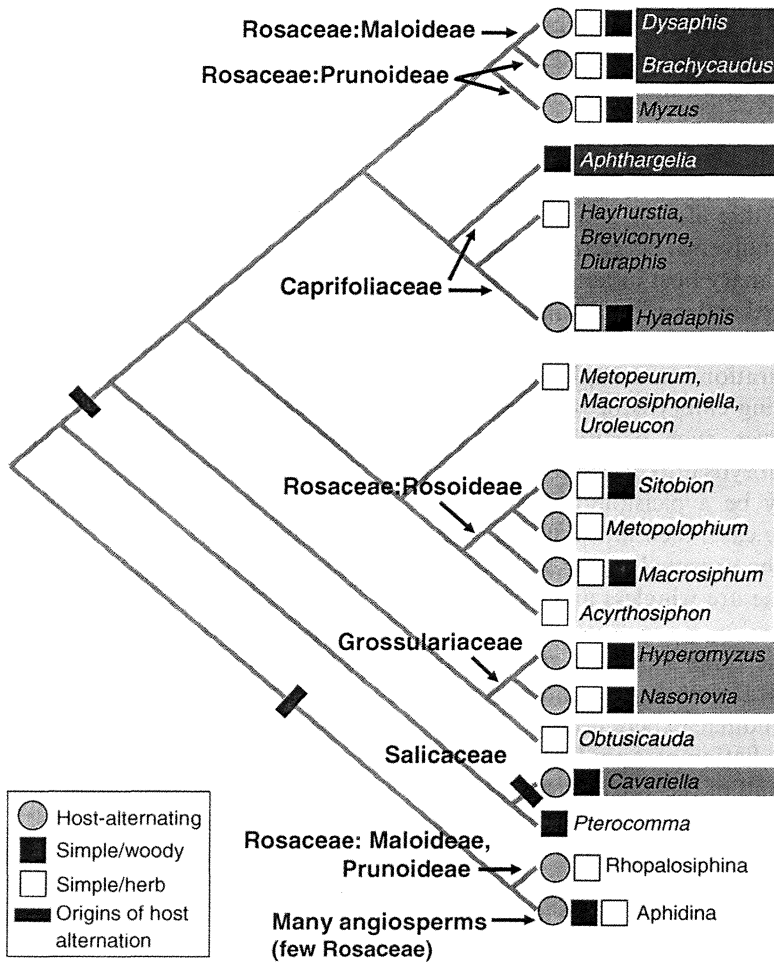 Rosaceae:Maloideae
Dysaphis
Rosaceae:Prunoideae
Brachycaudus
Myzus
Aphthargelia
Hayhurstia,
Brevicoryne,
Diuraphis
Caprifoliaceae
Hyadaphis
Metopeurum,
Macrosiphoniella,
Uroleucon
Rosaceae:Rosoideae
Sitobion
Metopolophium
Macrosiphum
Acyrthosiphon
Grossulariaceae
Hyperomyzus
Nasonovia
Obtusicauda
Salicaceae
Cavariella
Pterocomma
Rosaceae: Maloideae,
Prunoideae
Rhopalosiphina
Many angiosperms
(few Rosaceae)
Aphidina
Host-alternating
Simple/woody
Simple/herb
Origins of host
alternation